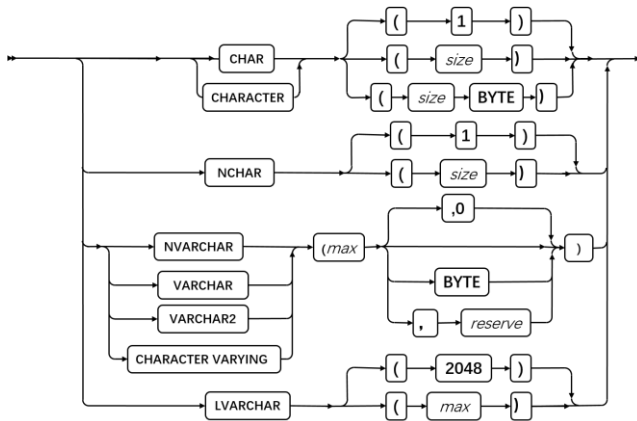 ( 1 )
CHAR ( size )
CHARACTER ( size BYTE )
( 1 )
NCHAR ( size )
,0
NVARCHAR (max )
VARCHAR BYTE
VARCHAR2 , reserve
CHARACTER VARYING
( 2048 )
LVARCHAR ( max )